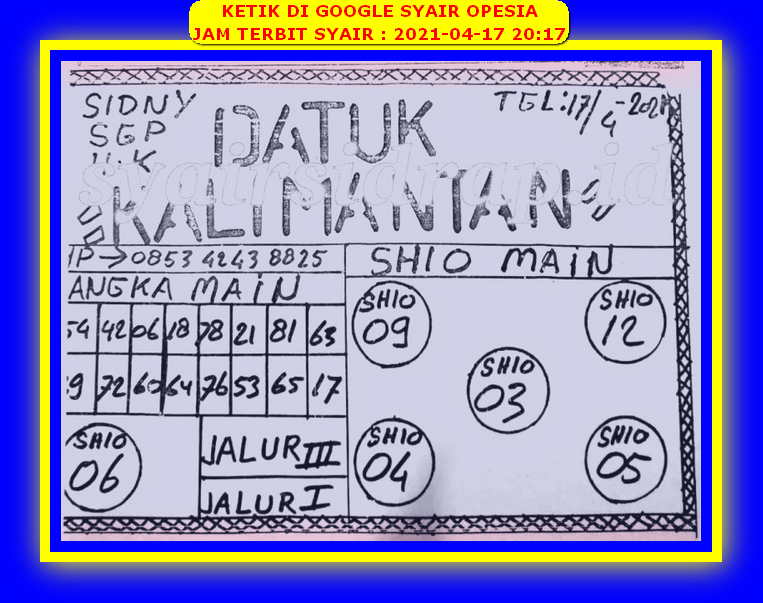 KETIK DI GOOGLE SYAIR OPESIA
JAM TERBIT SYAIR : 2021-04-17 20:17
SIDNY
SGP
H.K
TGL:17/4-2021
DATUK
KALIMANTAN
syairsidrap.id
HP→0853 4243 8825
ANGKA MAIN
54 42 06 18 78 21 81 63
72 60 64 76 53 65 17
SHIO 06
JALUR III
JALUR I
SHIO MAIN
SHIO 09
SHIO 12
SHIO 03
SHIO 04
SHIO 05